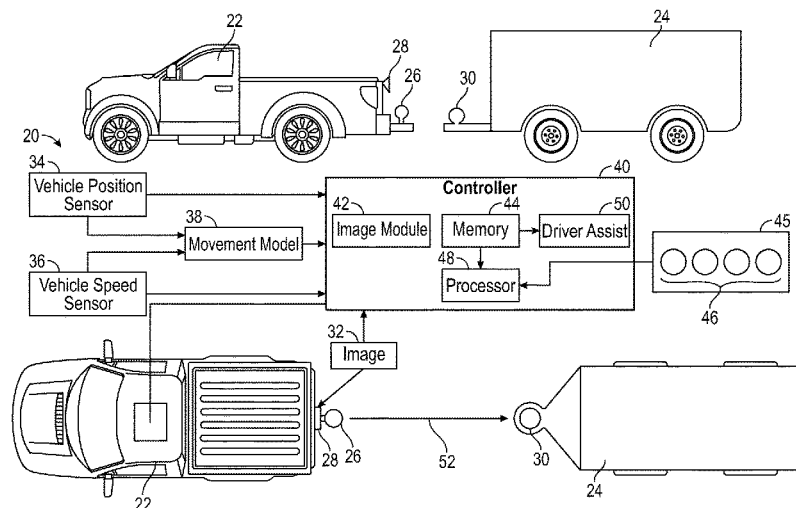 22
28
26
30
24
20
34
Vehicle Position
Sensor
36
Vehicle Speed
Sensor
38
Movement Model
40
Controller
42
Image Module
44
Memory
50
Driver Assist
48
Processor
45
46
32
Image
22
28
26
52
30
24